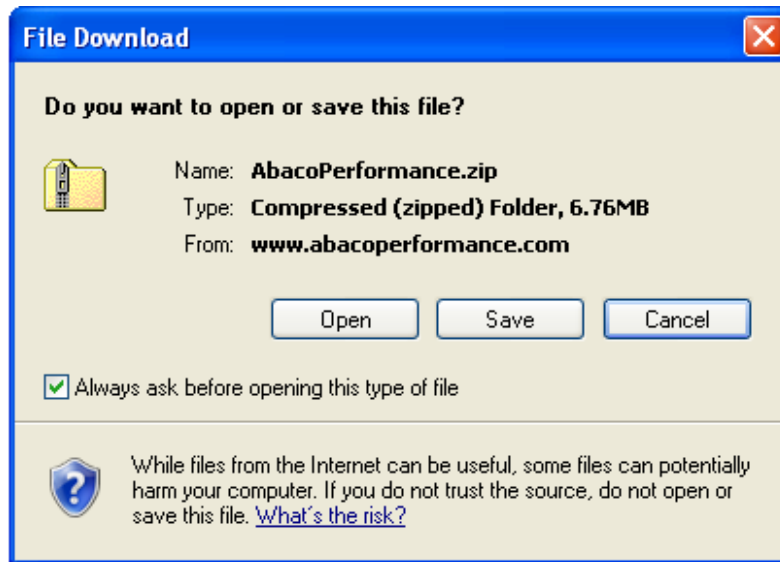 File Download
Do you want to open or save this file?
Name: AbacoPerformance.zip
Type: Compressed (zipped) Folder, 6.76MB
From: www.abacoperformance.com
Open Save Cancel
Always ask before opening this type of file
While files from the Internet can be useful, some files can potentially
harm your computer. If you do not trust the source, do not open or
save this file. What's the risk?